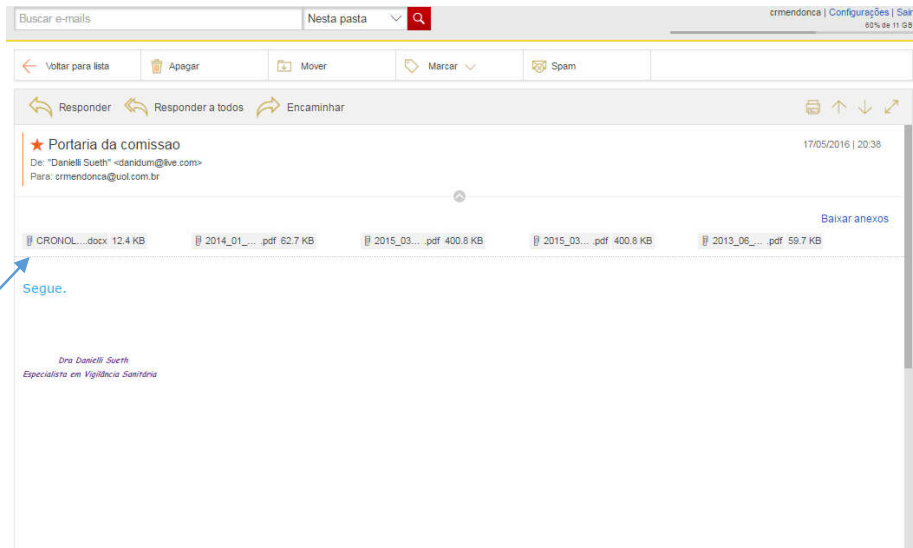 Buscar e-mails Nesta pasta crmendonca | Configurações | Sair
60% de 11 GB
Voltar para lista Apagar Mover Marcar Spam
Responder Responder a todos Encaminhar
Portaria da comissao 17/05/2016 | 20:38
De: "Danielli Sueth" <danidum@live.com>
Para: crmendonca@uol.com.br
Baixar anexos
CRONOL....docx 12.4 KB 2014_01_... .pdf 62.7 KB 2015_03... .pdf 400.8 KB 2015_03... .pdf 400.8 KB 2013_06_... .pdf 59.7 KB
Segue.
Dra Danielli Sueth
Especialista em Vigilância Sanitária